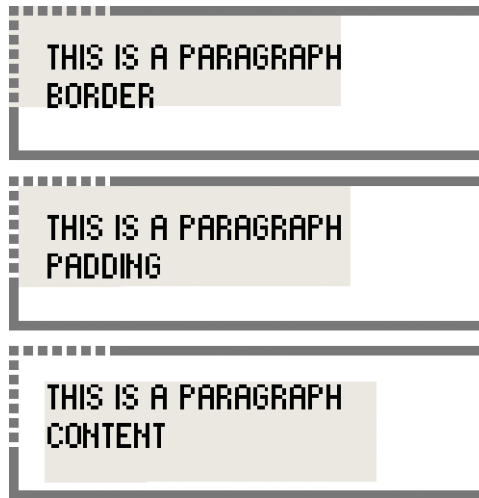 THIS IS A PARAGRAPH
BORDER
THIS IS A PARAGRAPH
PADDING
THIS IS A PARAGRAPH
CONTENT